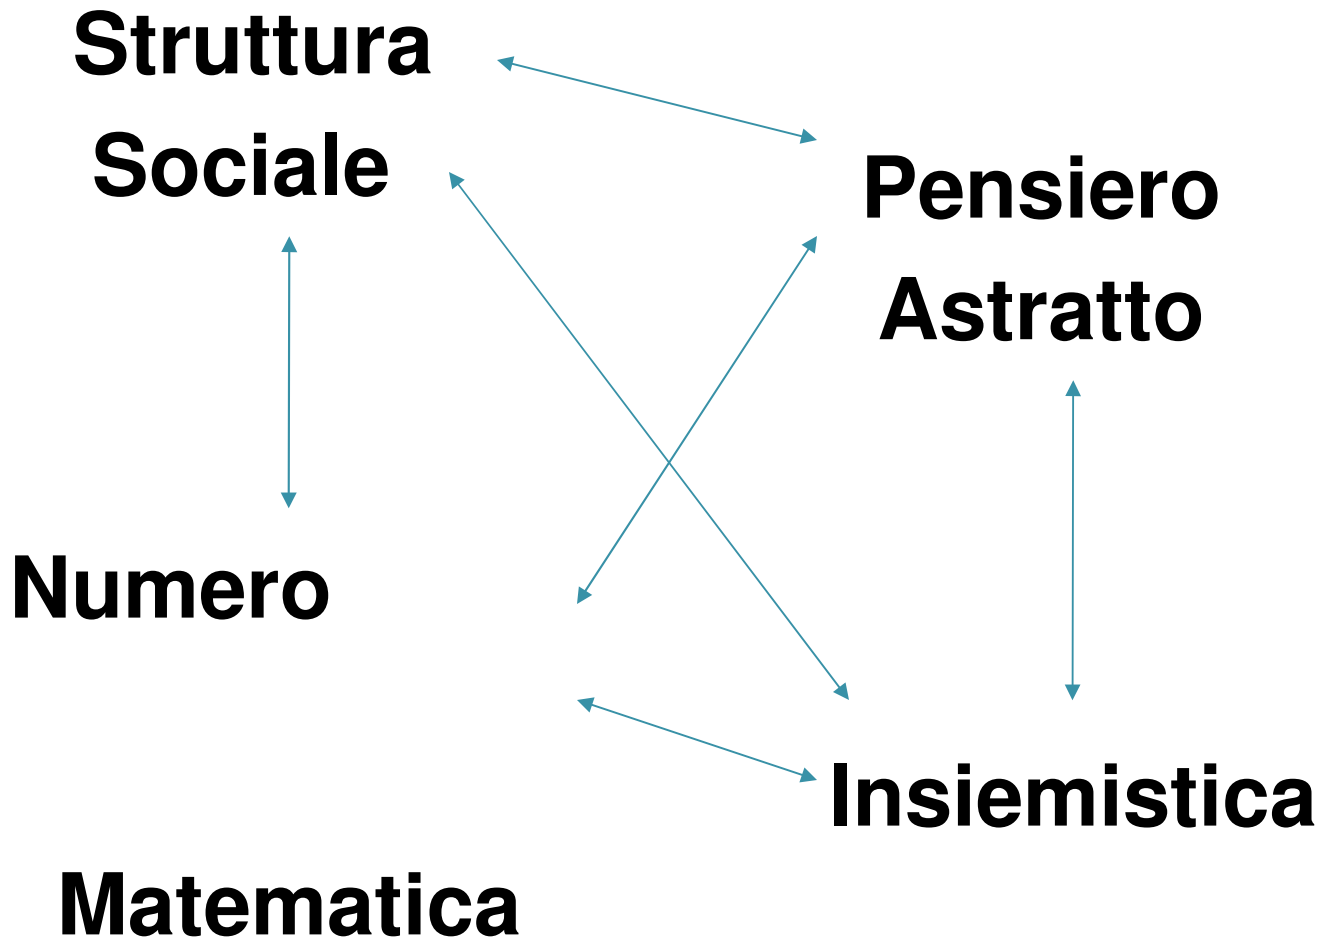 Struttura
Sociale
Pensiero
Astratto
Numero
Insiemistica
Matematica